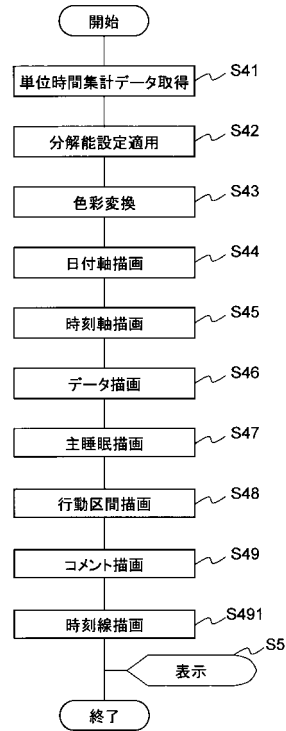 開始
単位時間集計データ取得 S41
分解能設定適用 S42
色彩変換 S43
日付軸描画 S44
時刻軸描画 S45
データ描画 S46
主睡眠描画 S47
行動区間描画 S48
コメント描画 S49
時刻線描画 S491
表示 S5
終了